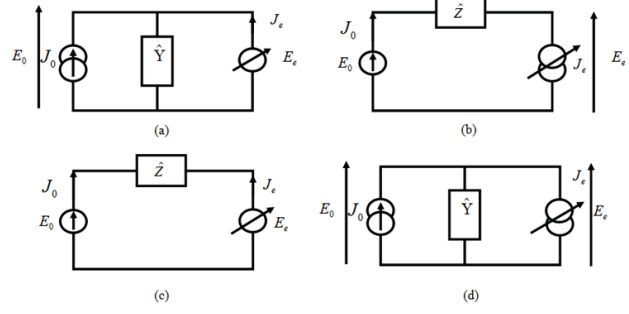 E₀ J₀ Ŷ Jₑ Eₑ
(a)
J₀ E₀ Ẑ Jₑ Eₑ
(b)
J₀ E₀ Ẑ Jₑ Eₑ
(c)
E₀ J₀ Ŷ Jₑ Eₑ
(d)